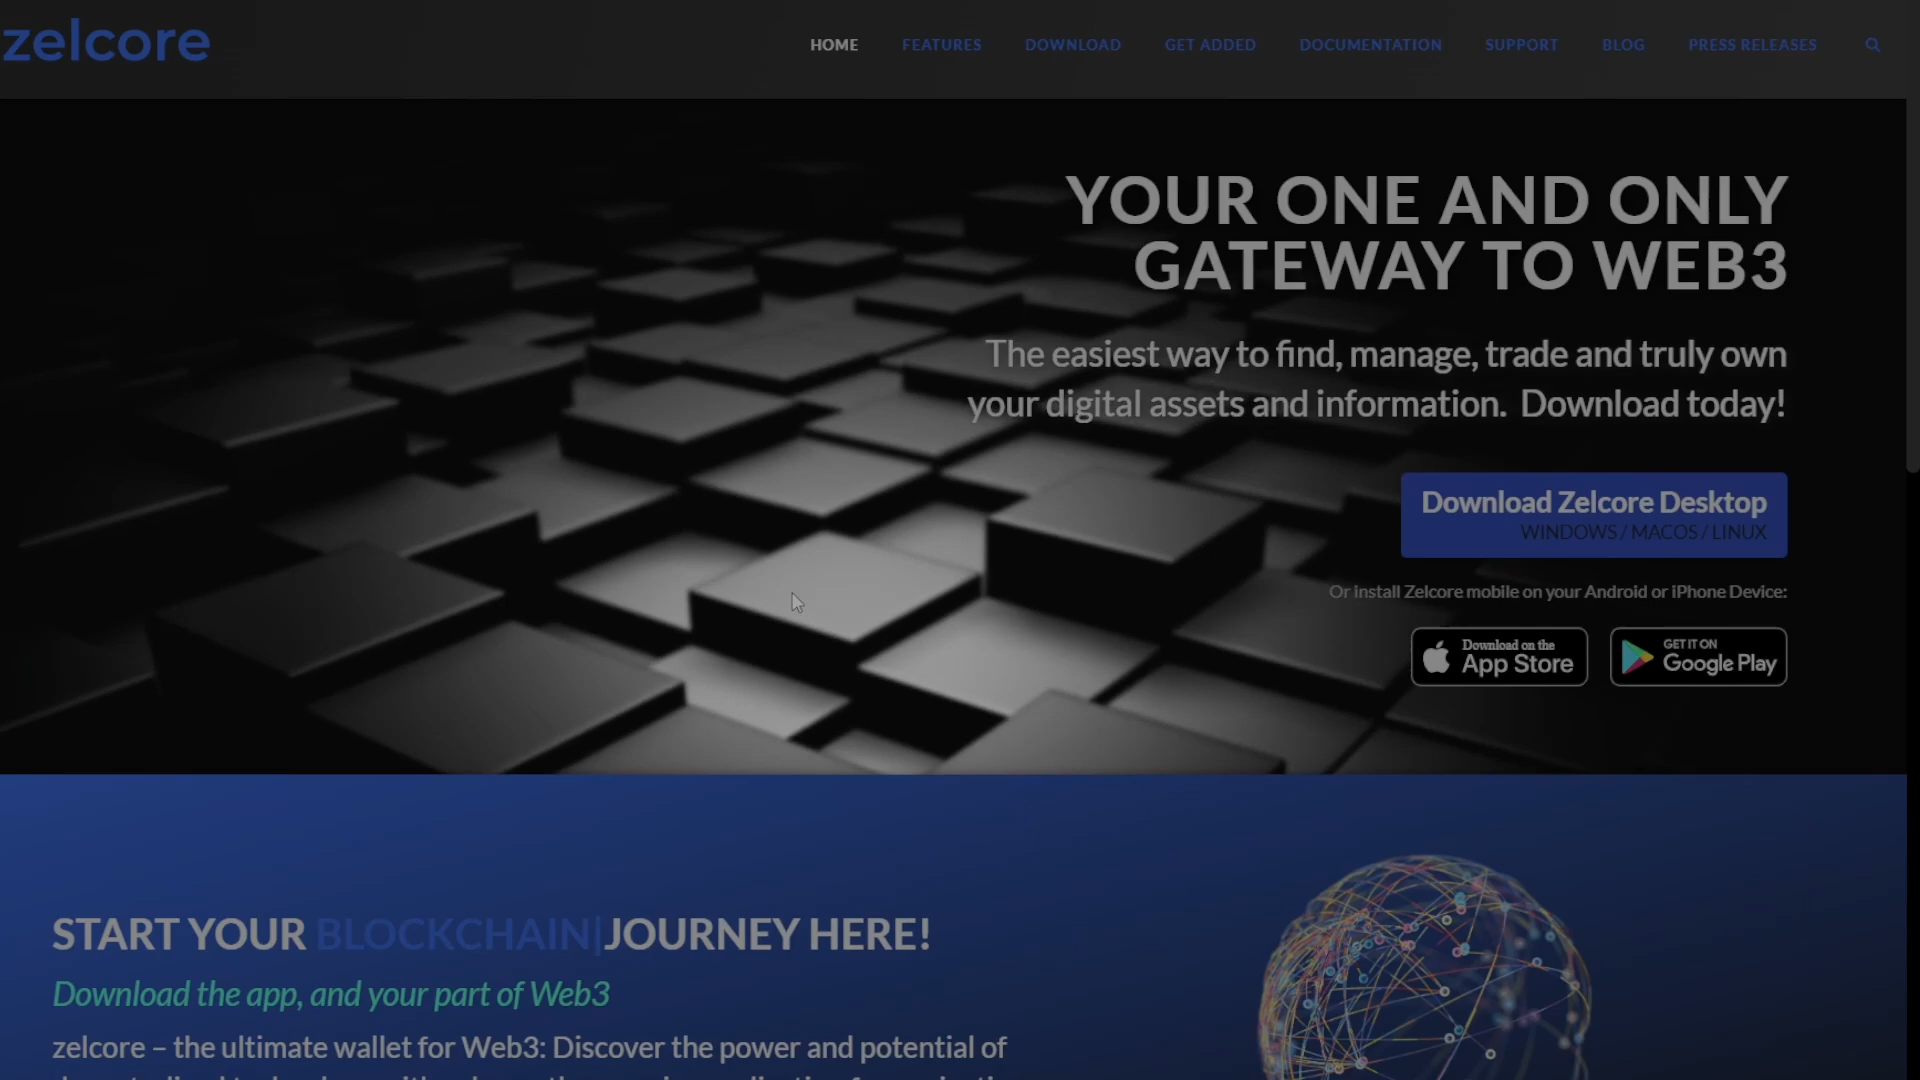 zelcore
HOME FEATURES DOWNLOAD GET ADDED DOCUMENTATION SUPPORT BLOG PRESS RELEASES
YOUR ONE AND ONLY
GATEWAY TO WEB3
The easiest way to find, manage, trade and truly own
your digital assets and information. Download today!
Download Zelcore Desktop
WINDOWS / MACOS / LINUX
Or install Zelcore mobile on your Android or iPhone Device:
Download on the
App Store
GET IT ON
Google Play
START YOUR BLOCKCHAIN|JOURNEY HERE!
Download the app, and your part of Web3
zelcore – the ultimate wallet for Web3: Discover the power and potential of